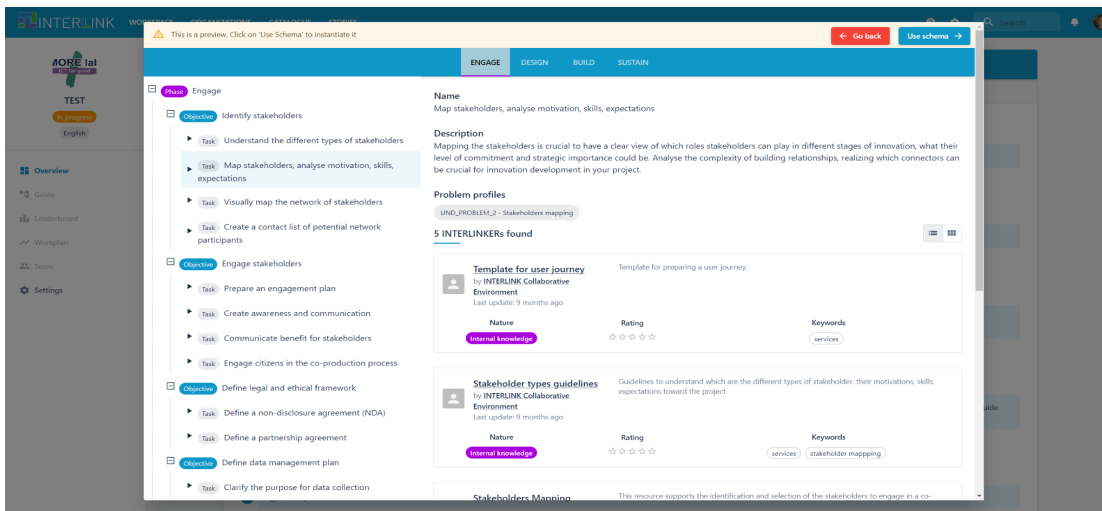 INTERLINK
WORKSPACE ORGANISATIONS CATALOGUE STORIES
Search
This is a preview. Click on 'Use Schema' to instantiate it
Go back
Use schema
MORE lab
ICT for good
TEST
In progress
English
Overview
Guide
Leaderboard
Workplan
Team
Settings
ENGAGE DESIGN BUILD SUSTAIN
Phase Engage
Objective Identify stakeholders
Task Understand the different types of stakeholders
Task Map stakeholders, analyse motivation, skills,
expectations
Task Visually map the network of stakeholders
Task Create a contact list of potential network
participants
Objective Engage stakeholders
Task Prepare an engagement plan
Task Create awareness and communication
Task Communicate benefit for stakeholders
Task Engage citizens in the co-production process
Objective Define legal and ethical framework
Task Define a non-disclosure agreement (NDA)
Task Define a partnership agreement
Objective Define data management plan
Task Clarify the purpose for data collection
Name
Map stakeholders, analyse motivation, skills, expectations
Description
Mapping the stakeholders is crucial to have a clear view of which roles stakeholders can play in different stages of innovation, what their
level of commitment and strategic importance could be. Analyse the complexity of building relationships, realizing which connectors can
be crucial for innovation development in your project.
Problem profiles
UND_PROBLEM_2 - Stakeholders mapping
5 INTERLINKERs found
Template for user journey
by INTERLINK Collaborative
Environment
Last update: 9 months ago
Template for preparing a user journey.
Nature Rating Keywords
Internal knowledge services
Stakeholder types guidelines
by INTERLINK Collaborative
Environment
Last update: 9 months ago
Guidelines to understand which are the different types of stakeholder, their motivations, skills,
expectations toward the project
Nature Rating Keywords
Internal knowledge services stakeholder mappping
Stakeholders Mapping
This resource supports the identification and selection of the stakeholders to engage in a co-
uide